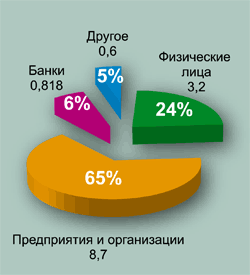 Другое
0,6
Физические
лица
3,2
Банки
0,818
5%
6%
24%
65%
Предприятия и организации
8,7